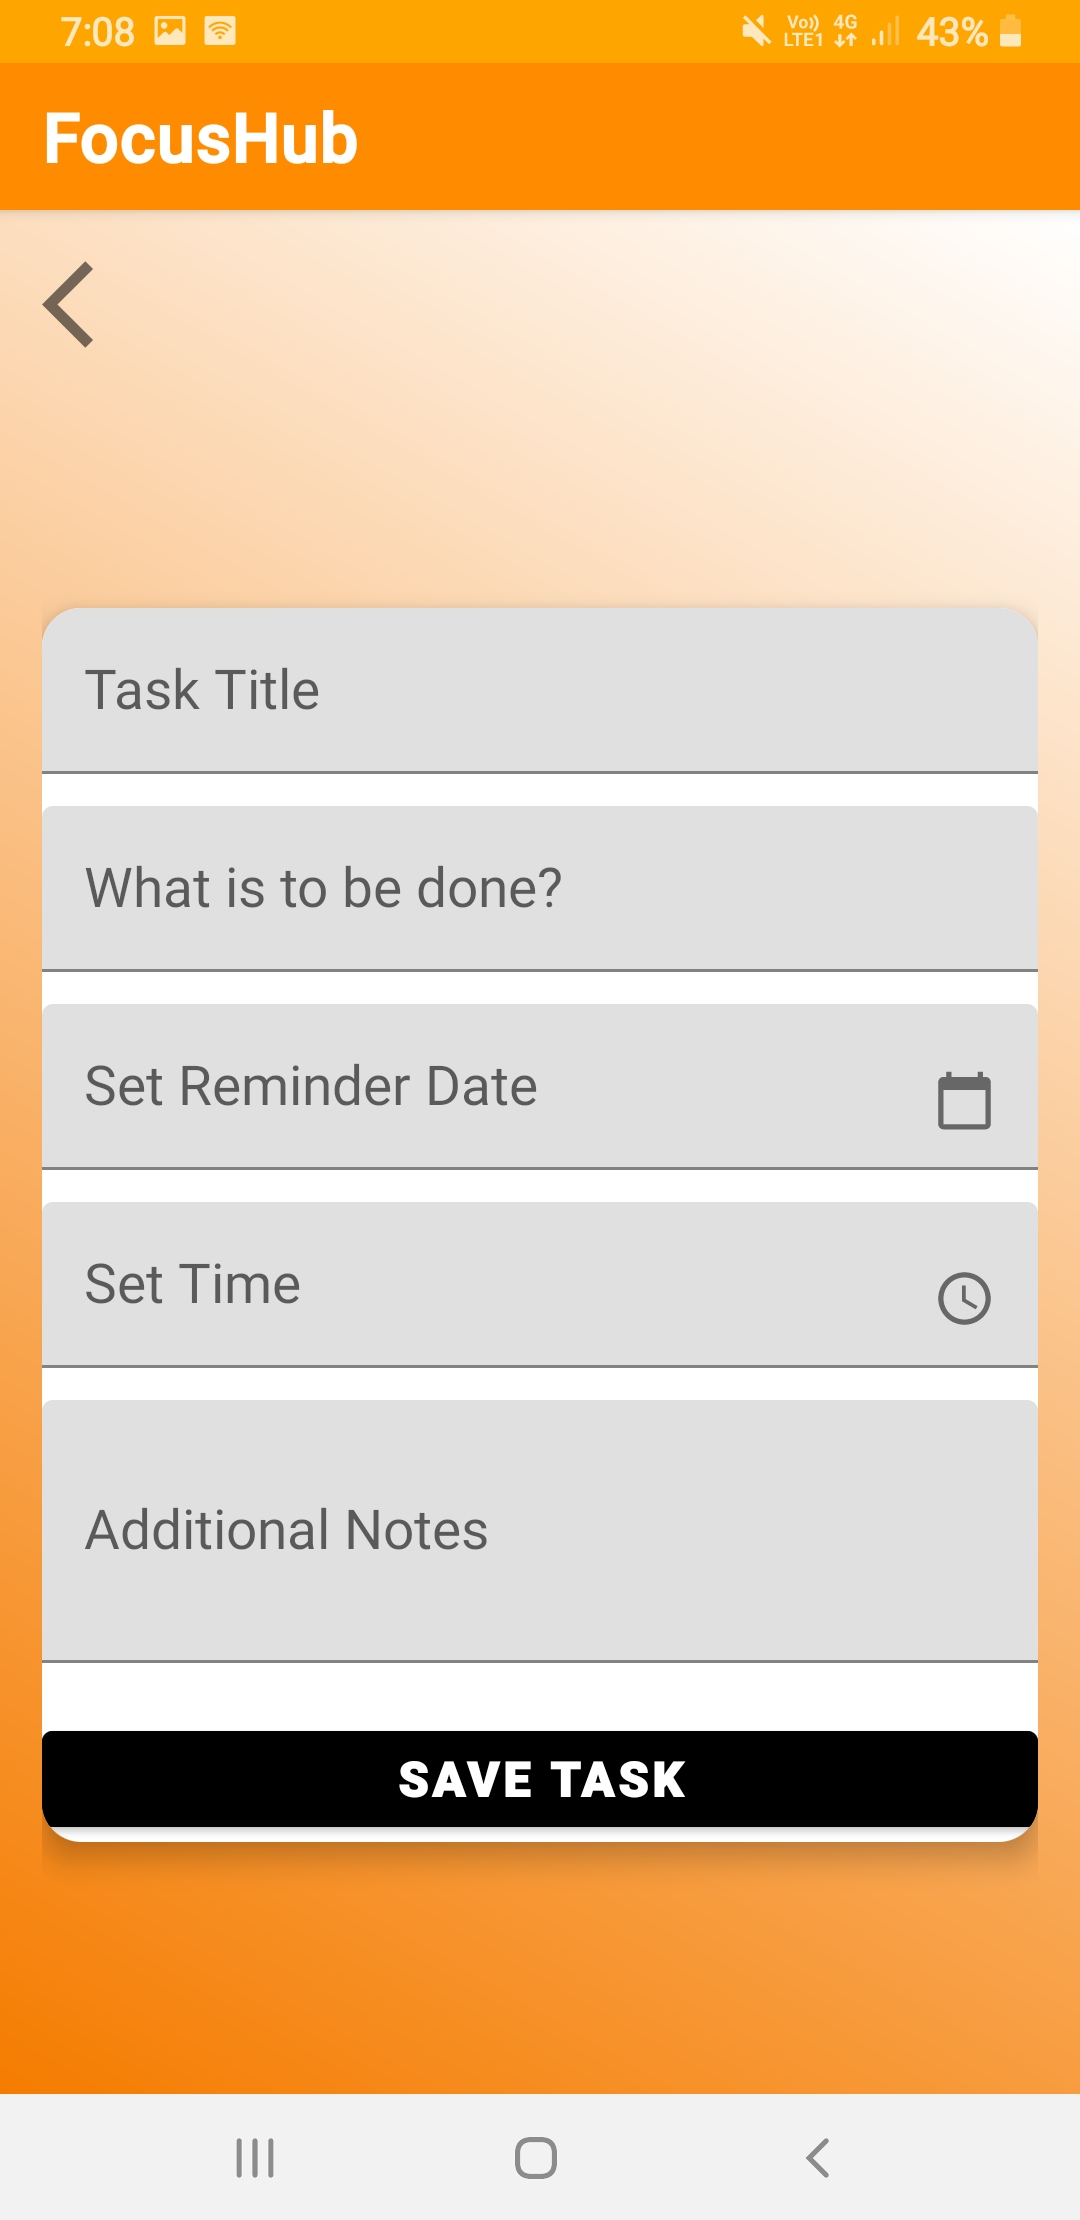 7:08
Vo)) 4G 43%
LTE1
FocusHub
Task Title
What is to be done?
Set Reminder Date
Set Time
Additional Notes
SAVE TASK